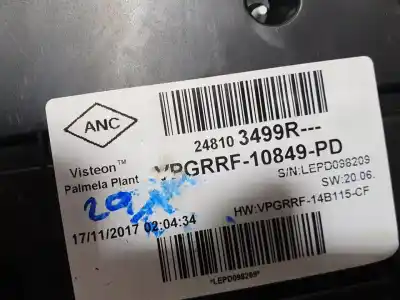 ANC
24810 3499R---
Visteon™
VPGRRF-10849-PD
Palmela Plant
S/N:LEPD098209
SW:20.06.
29
17/11/2017 02:04:34
HW:VPGRRF-14B115-CF
*LEPD098209*